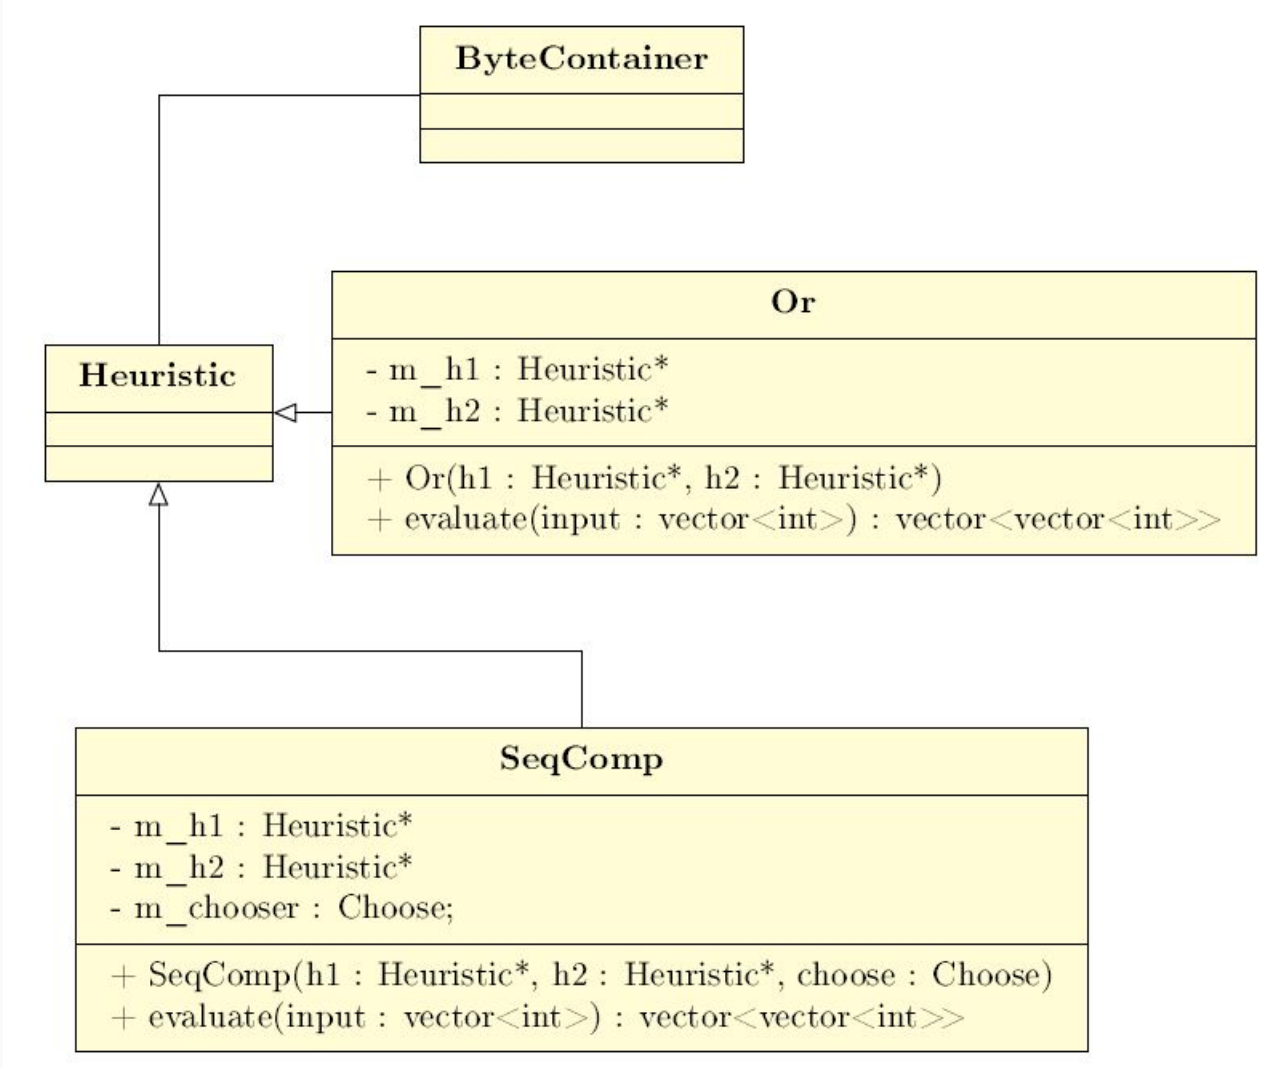 ByteContainer
Or
- m_h1 : Heuristic*
- m_h2 : Heuristic*
+ Or(h1 : Heuristic*, h2 : Heuristic*)
+ evaluate(input : vector<int>) : vector<vector<int>>
Heuristic
SeqComp
- m_h1 : Heuristic*
- m_h2 : Heuristic*
- m_chooser : Choose;
+ SeqComp(h1 : Heuristic*, h2 : Heuristic*, choose : Choose)
+ evaluate(input : vector<int>) : vector<vector<int>>